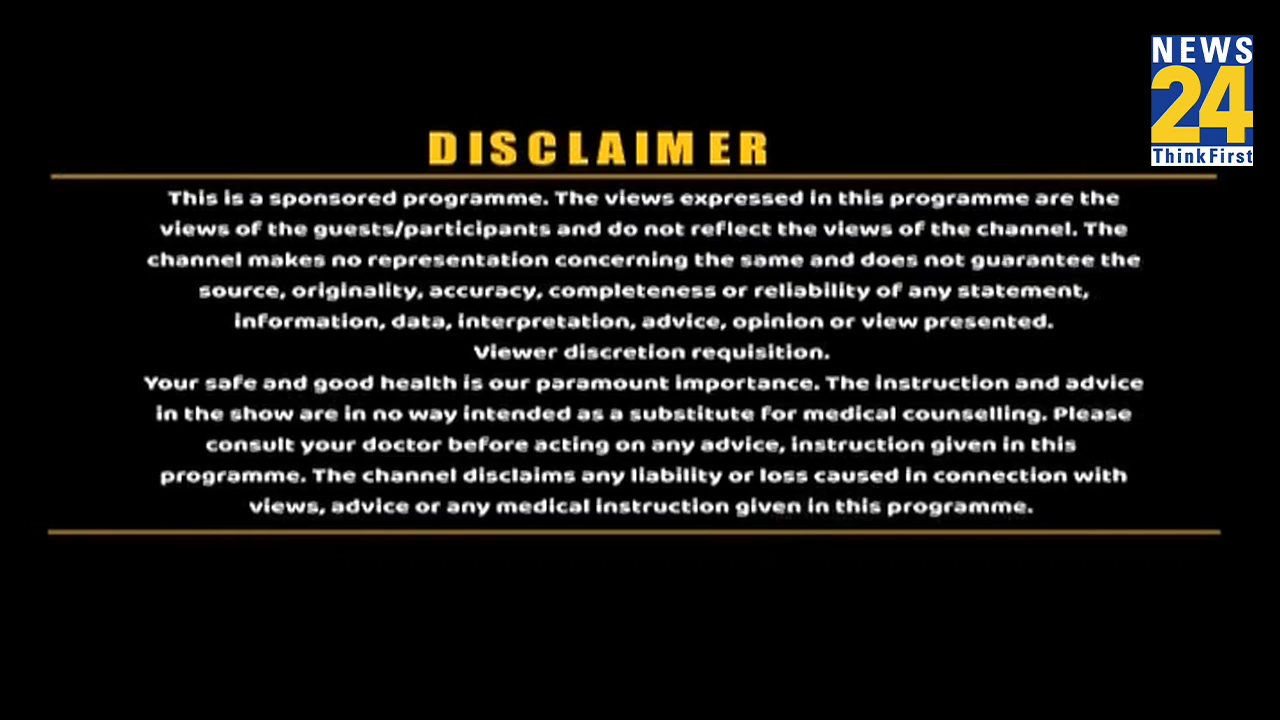 NEWS
24
ThinkFirst
DISCLAIMER
This is a sponsored programme. The views expressed in this programme are the
views of the guests/participants and do not reflect the views of the channel. The
channel makes no representation concerning the same and does not guarantee the
source, originality, accuracy, completeness or reliability of any statement,
information, data, interpretation, advice, opinion or view presented.
Viewer discretion requisition.
Your safe and good health is our paramount importance. The instruction and advice
in the show are in no way intended as a substitute for medical counselling. Please
consult your doctor before acting on any advice, instruction given in this
programme. The channel disclaims any liability or loss caused in connection with
views, advice or any medical instruction given in this programme.